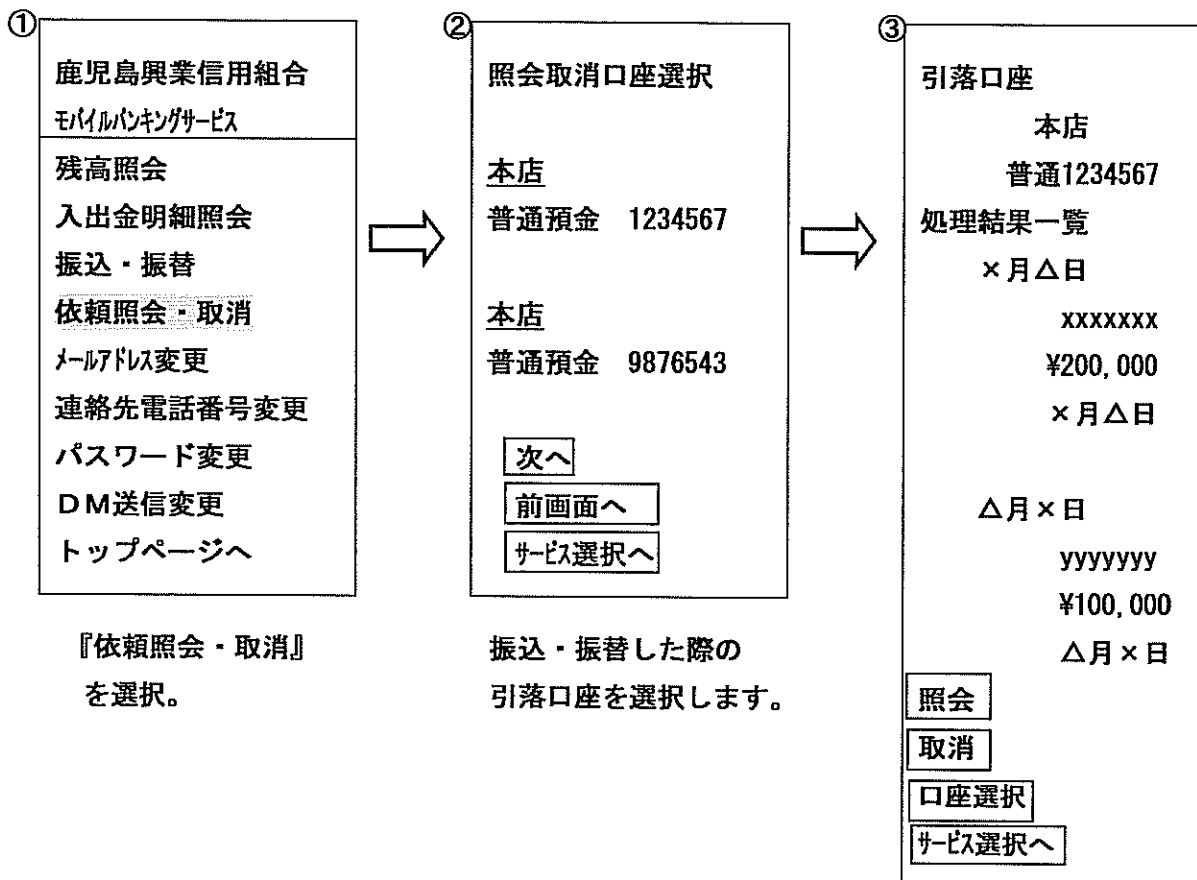 ①
鹿児島興業信用組合
モバイルバンキングサービス
残高照会
入出金明細照会
振込・振替
依頼照会・取消
メールアドレス変更
連絡先電話番号変更
パスワード変更
DM送信変更
トップページへ
『依頼照会・取消』
を選択。
②
照会取消口座選択
本店
普通預金 1234567
本店
普通預金 9876543
次へ
前画面へ
サービス選択へ
振込・振替した際の
引落口座を選択します。
③
引落口座
本店
普通1234567
処理結果一覧
×月△日
xxxxxxx
¥200,000
×月△日
△月×日
yyyyyyy
¥100,000
△月×日
照会
取消
口座選択
サービス選択へ